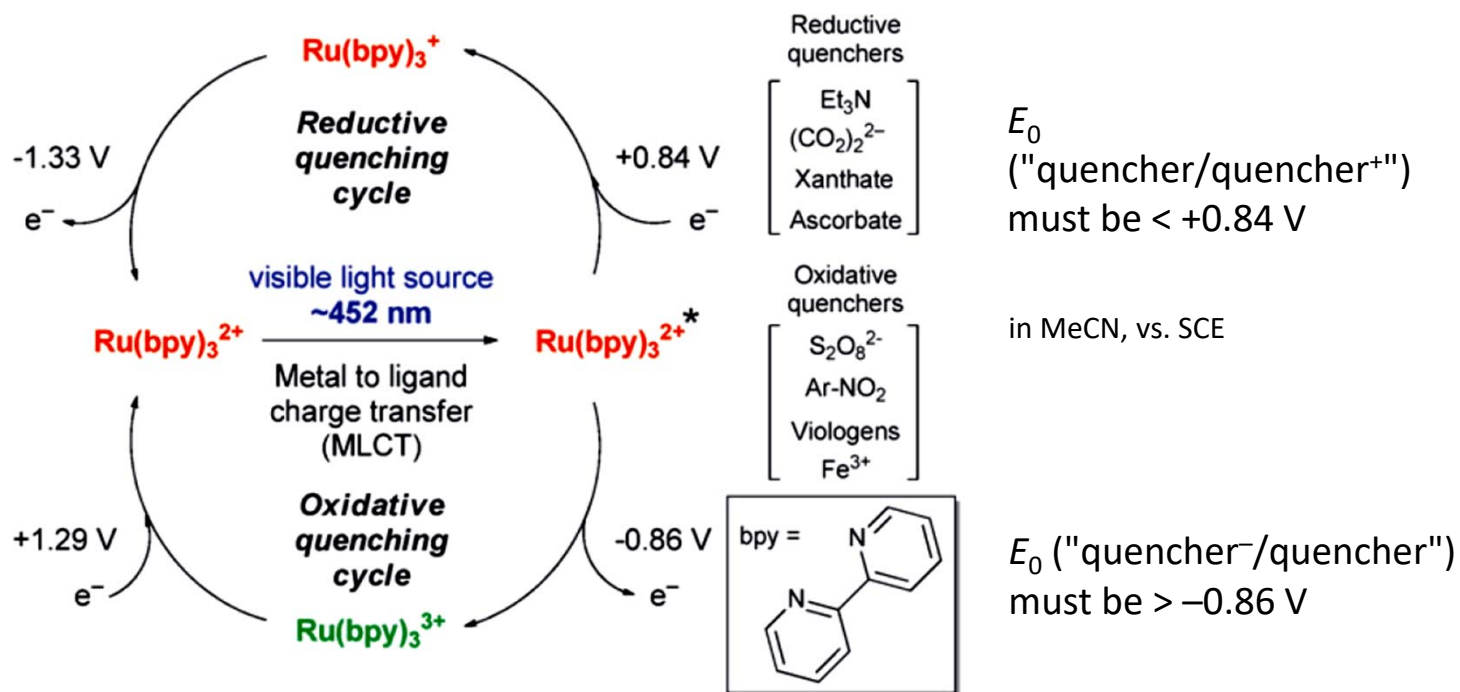 Ru(bpy)₃⁺
Reductive
quenching
cycle
-1.33 V
e⁻
+0.84 V
e⁻
visible light source
~452 nm
Ru(bpy)₃²⁺
Ru(bpy)₃²⁺*
Metal to ligand
charge transfer
(MLCT)
Oxidative
quenching
cycle
+1.29 V
e⁻
-0.86 V
e⁻
Ru(bpy)₃³⁺
Reductive
quenchers
Et₃N
(CO₂)₂²⁻
Xanthate
Ascorbate
Oxidative
quenchers
S₂O₈²⁻
Ar-NO₂
Viologens
Fe³⁺
bpy =
N
N
E₀
("quencher/quencher⁺")
must be < +0.84 V
in MeCN, vs. SCE
E₀ ("quencher⁻/quencher")
must be > –0.86 V